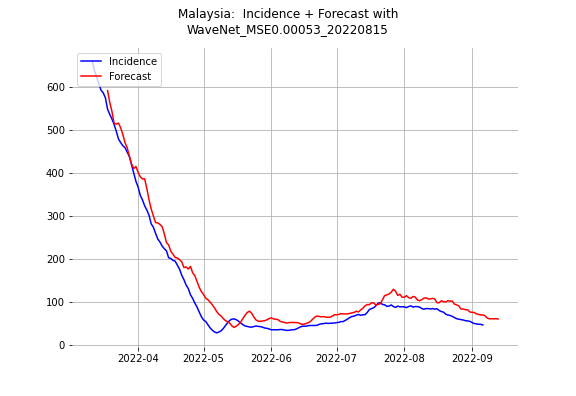 Malaysia:  Incidence + Forecast with
WaveNet_MSE0.00053_20220815
Incidence
Forecast
600
500
400
300
200
100
0
2022-04 2022-05 2022-06 2022-07 2022-08 2022-09